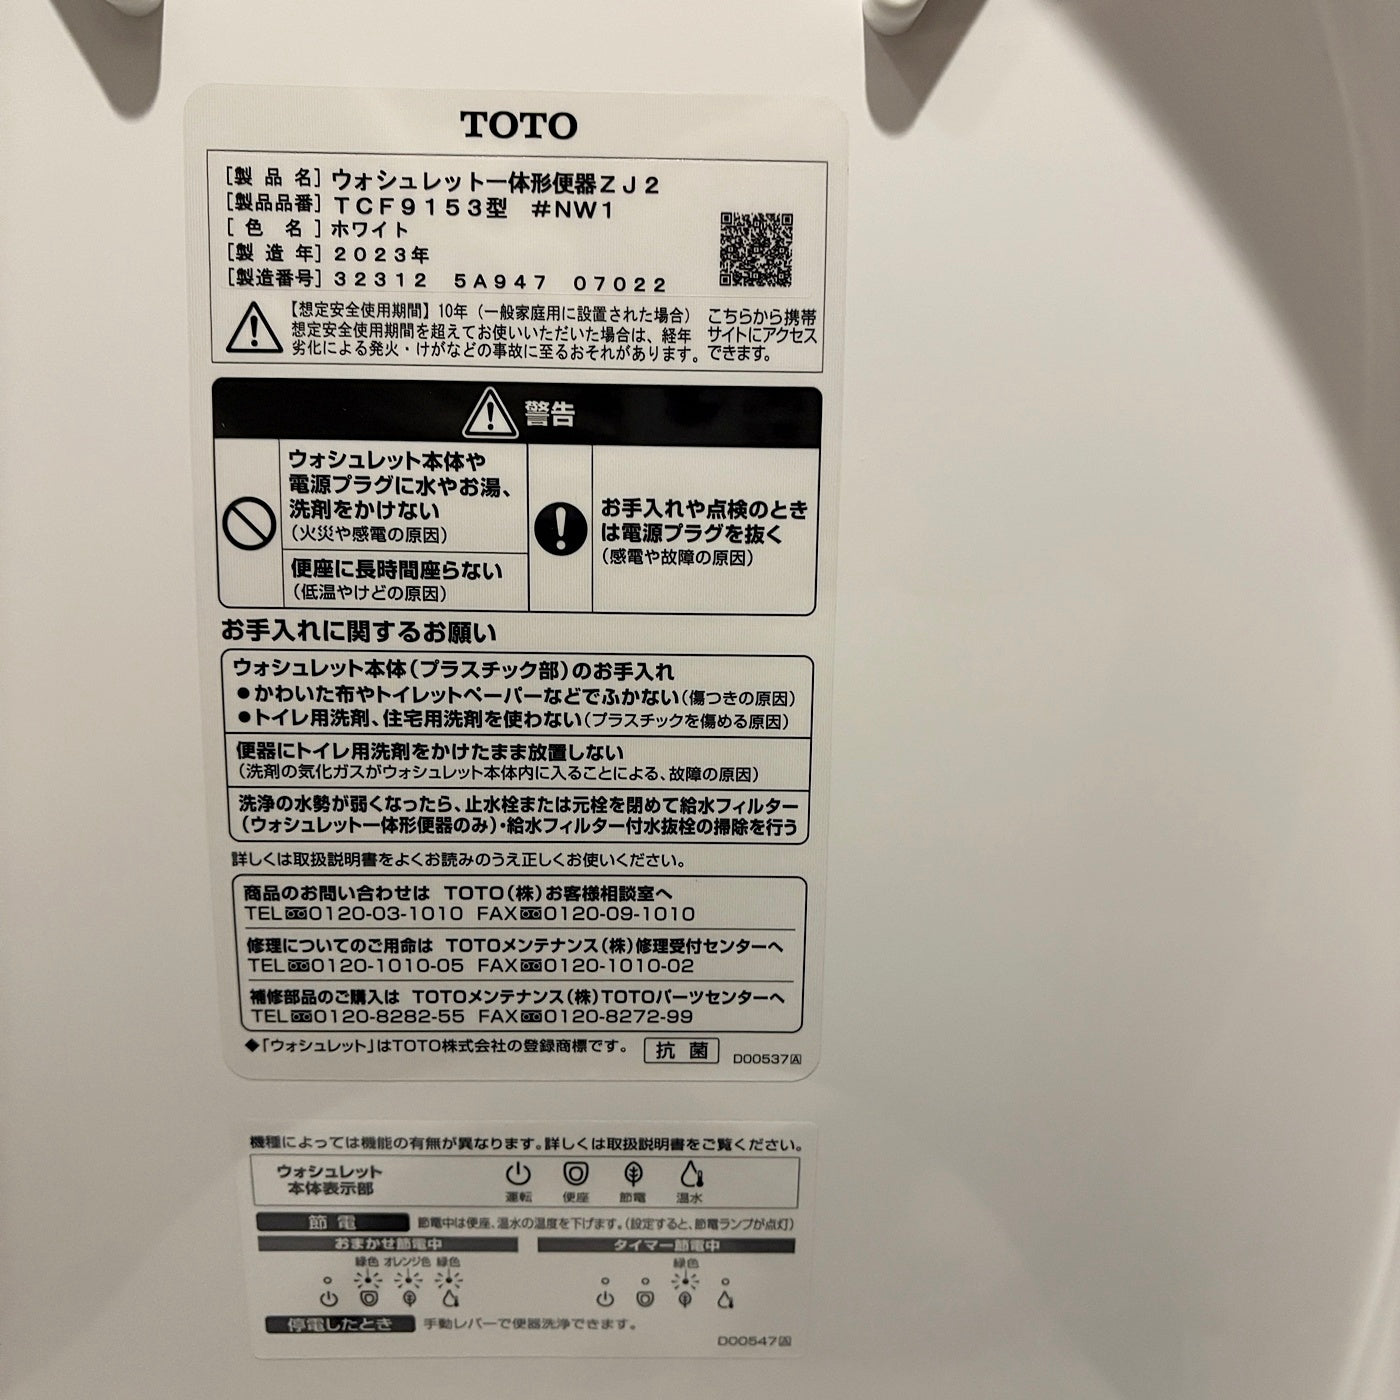 TOTO
[製品名] ウォシュレット一体形便器ZJ2
[製品品番] TCF9153型 #NW1
[色名] ホワイト
[製造年] 2023年
[製造番号] 32312 5A947 07022
【想定安全使用期間】10年（一般家庭用に設置された場合）
想定安全使用期間を超えてお使いいただいた場合は、経年
劣化による発火・けがなどの事故に至るおそれがあります。
こちらから携帯
サイトにアクセス
できます。
警告
ウォシュレット本体や
電源プラグに水やお湯、
洗剤をかけない
（火災や感電の原因）
便座に長時間座らない
（低温やけどの原因）
お手入れや点検のとき
は電源プラグを抜く
（感電や故障の原因）
お手入れに関するお願い
ウォシュレット本体（プラスチック部）のお手入れ
●かわいた布やトイレットペーパーなどでふかない（傷つきの原因）
●トイレ用洗剤、住宅用洗剤を使わない（プラスチックを傷める原因）
便器にトイレ用洗剤をかけたまま放置しない
（洗剤の気化ガスがウォシュレット本体内に入ることによる、故障の原因）
洗浄の水勢が弱くなったら、止水栓または元栓を閉めて給水フィルター
（ウォシュレット一体形便器のみ）・給水フィルター付水抜栓の掃除を行う
詳しくは取扱説明書をよくお読みのうえ正しくお使いください。
商品のお問い合わせは TOTO（株）お客様相談室へ
TEL 0120-03-1010 FAX 0120-09-1010
修理についてのご用命は TOTOメンテナンス（株）修理受付センターへ
TEL 0120-1010-05 FAX 0120-1010-02
補修部品のご購入は TOTOメンテナンス（株）TOTOパーツセンターへ
TEL 0120-8282-55 FAX 0120-8272-99
◆「ウォシュレット」はTOTO株式会社の登録商標です。
抗菌
D00537A
機種によっては機能の有無が異なります。詳しくは取扱説明書をご覧ください。
ウォシュレット
本体表示部
運転 便座 節電 温水
節電 節電中は便座、温水の温度を下げます。（設定すると、節電ランプが点灯）
おまかせ節電中
緑色 オレンジ色 緑色
タイマー節電中
緑色
停電したとき 手動レバーで便器洗浄できます。
D00547A